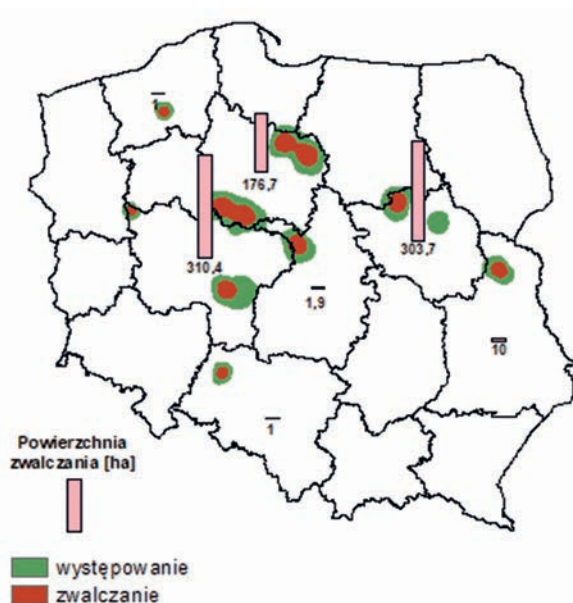 1
176,7
310,4
303,7
1,9
10
1
Powierzchnia
zwalczania [ha]
występowanie
zwalczanie